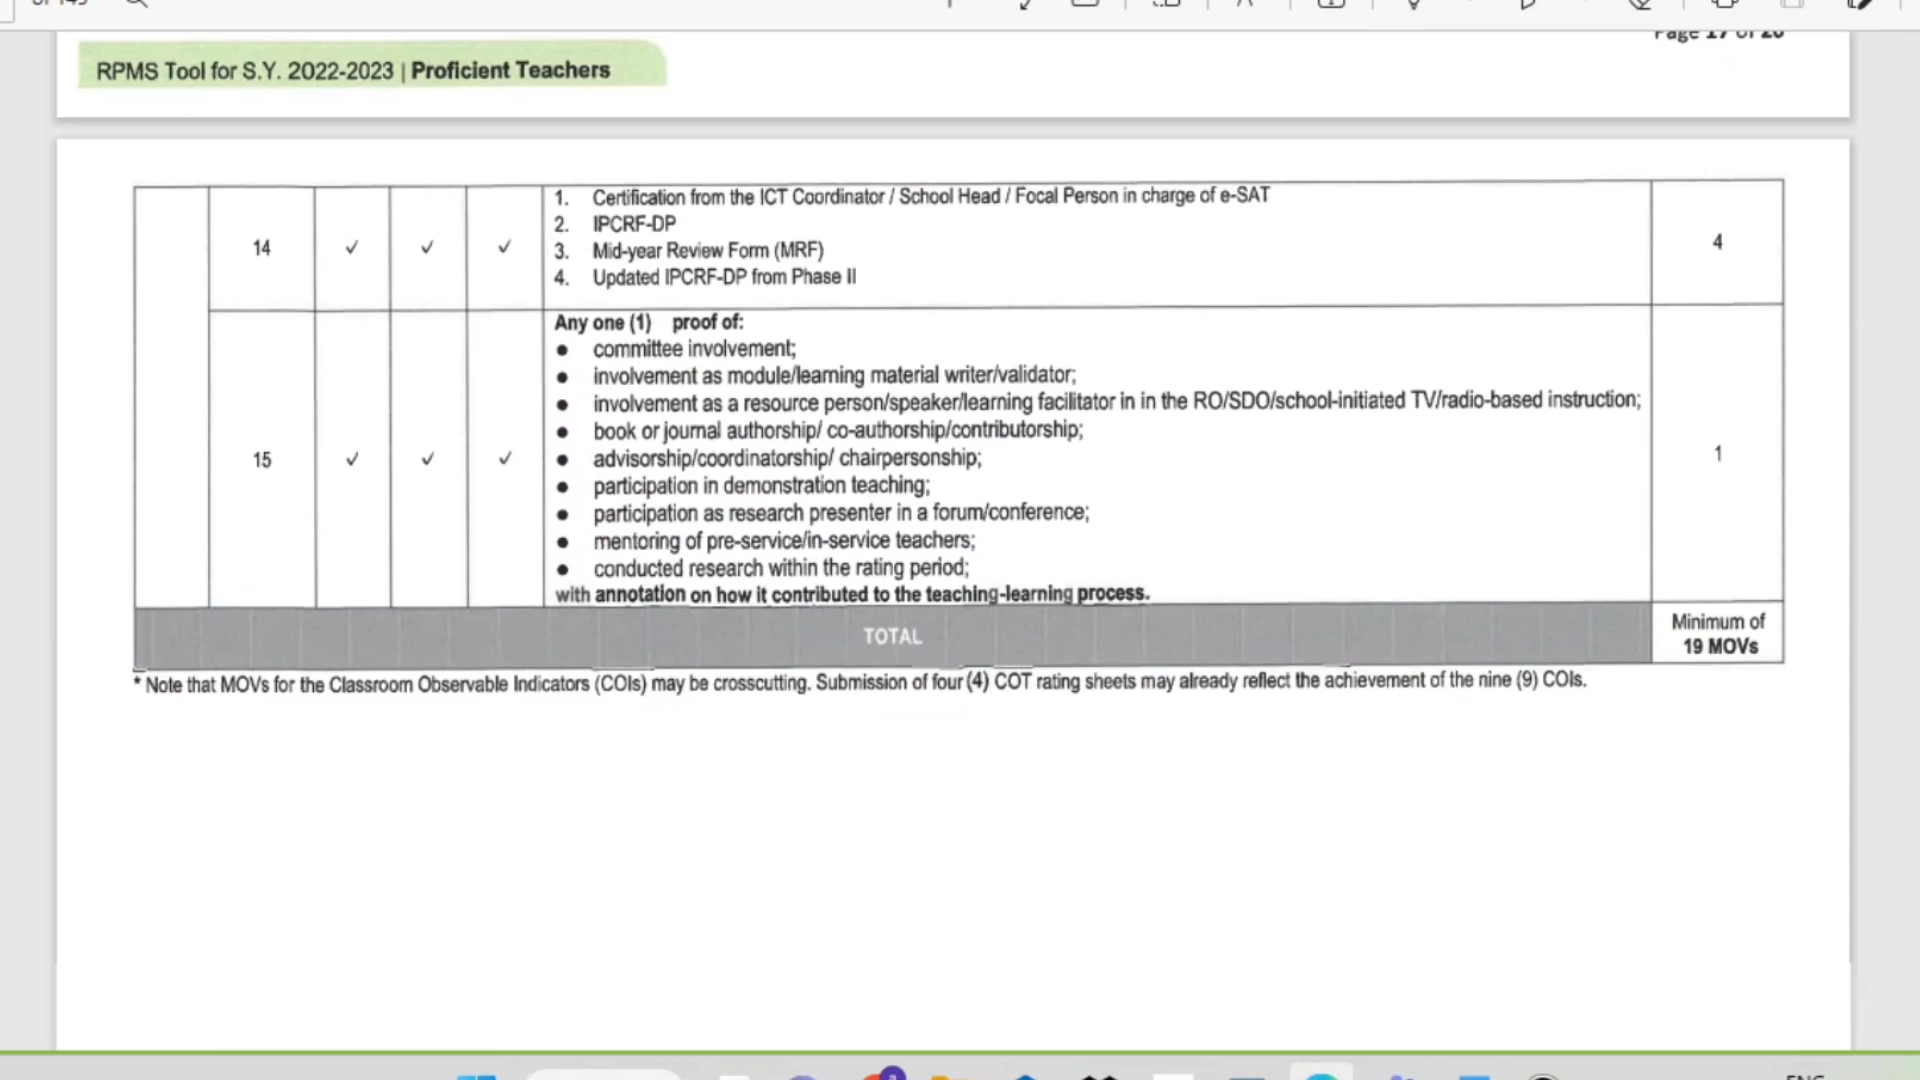 of 149
Page 17 of 20
RPMS Tool for S.Y. 2022-2023 | Proficient Teachers
14 ✓ ✓ ✓
1. Certification from the ICT Coordinator / School Head / Focal Person in charge of e-SAT
2. IPCRF-DP
3. Mid-year Review Form (MRF)
4. Updated IPCRF-DP from Phase II
4
15 ✓ ✓ ✓
Any one (1) proof of:
● committee involvement;
● involvement as module/learning material writer/validator;
● involvement as a resource person/speaker/learning facilitator in in the RO/SDO/school-initiated TV/radio-based instruction;
● book or journal authorship/ co-authorship/contributorship;
● advisorship/coordinatorship/ chairpersonship;
● participation in demonstration teaching;
● participation as research presenter in a forum/conference;
● mentoring of pre-service/in-service teachers;
● conducted research within the rating period;
with annotation on how it contributed to the teaching-learning process.
1
TOTAL
Minimum of
19 MOVs
* Note that MOVs for the Classroom Observable Indicators (COIs) may be crosscutting. Submission of four (4) COT rating sheets may already reflect the achievement of the nine (9) COIs.
ENG